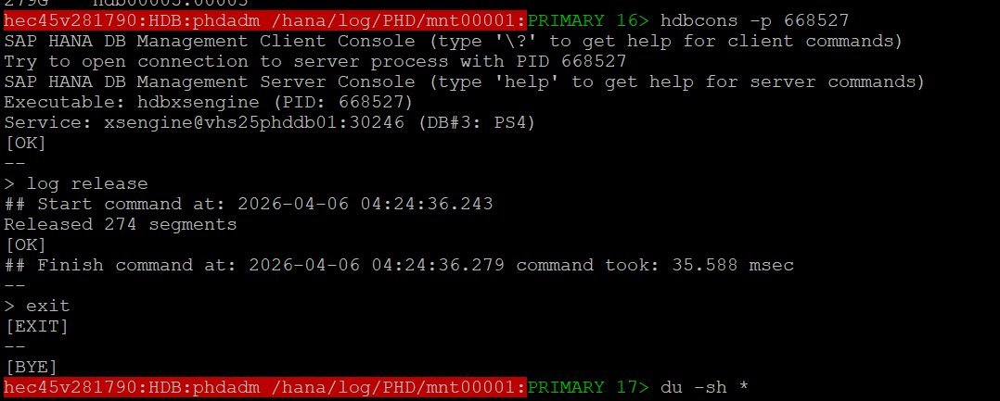 279G    hdb00003.00003
hec45v281790:HDB:phdadm /hana/log/PHD/mnt00001:PRIMARY 16> hdbcons -p 668527
SAP HANA DB Management Client Console (type '\?' to get help for client commands)
Try to open connection to server process with PID 668527
SAP HANA DB Management Server Console (type 'help' to get help for server commands)
Executable: hdbxsengine (PID: 668527)
Service: xsengine@vhs25phddb01:30246 (DB#3: PS4)
[OK]
--
> log release
## Start command at: 2026-04-06 04:24:36.243
Released 274 segments
[OK]
## Finish command at: 2026-04-06 04:24:36.279 command took: 35.588 msec
--
> exit
[EXIT]
--
[BYE]
hec45v281790:HDB:phdadm /hana/log/PHD/mnt00001:PRIMARY 17> du -sh *